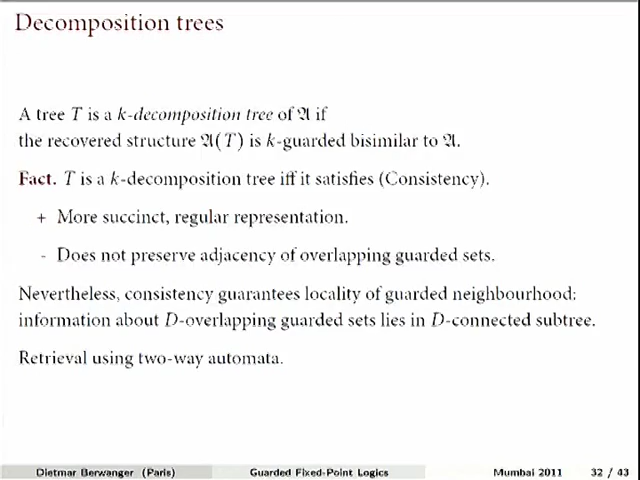 Decomposition trees
A tree T is a k-decomposition tree of 𝔄 if
the recovered structure 𝔄(T) is k-guarded bisimilar to 𝔄.
Fact. T is a k-decomposition tree iff it satisfies (Consistency).
+ More succinct, regular representation.
- Does not preserve adjacency of overlapping guarded sets.
Nevertheless, consistency guarantees locality of guarded neighbourhood:
information about D-overlapping guarded sets lies in D-connected subtree.
Retrieval using two-way automata.
Dietmar Berwanger (Paris) Guarded Fixed-Point Logics Mumbai 2011 32 / 43